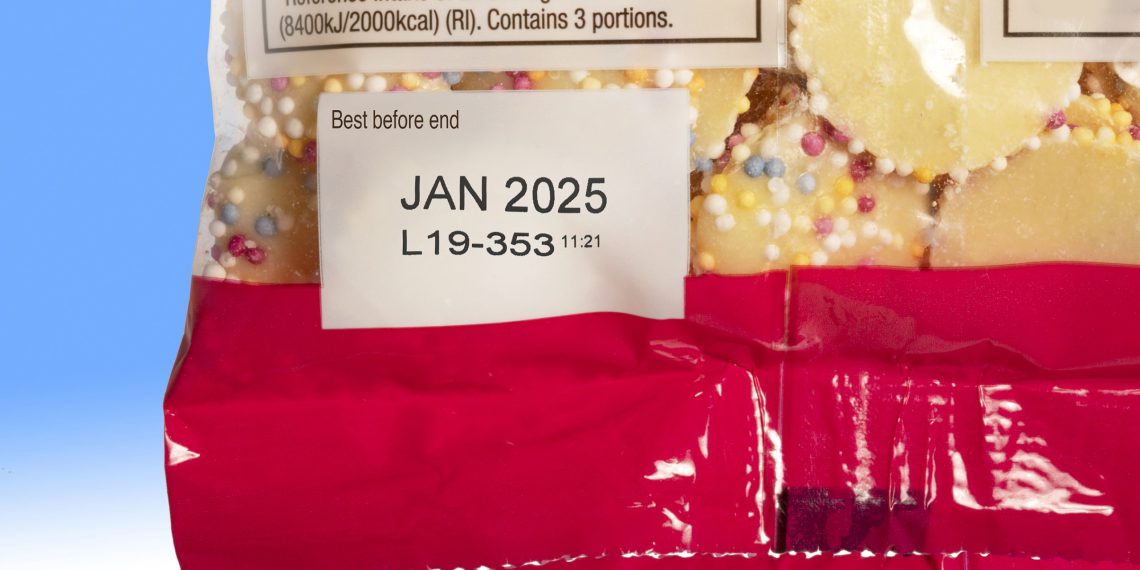 (8400kJ/2000kcal) (RI). Contains 3 portions.
Best before end
JAN 2025
L19-353 11:21